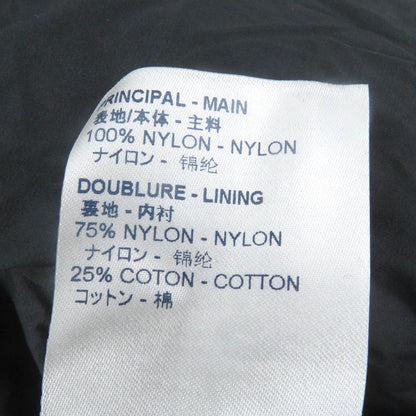 PRINCIPAL - MAIN
表地/本体 - 主料
100% NYLON - NYLON
ナイロン - 锦纶
DOUBLURE - LINING
裏地 - 内衬
75% NYLON - NYLON
ナイロン - 锦纶
25% COTON - COTTON
コットン - 棉